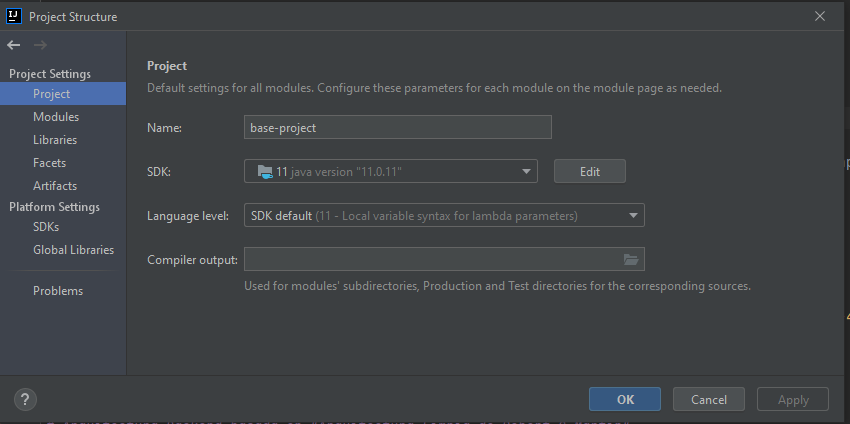 Project Structure
Project Settings
Project
Modules
Libraries
Facets
Artifacts
Platform Settings
SDKs
Global Libraries
Problems
Project
Default settings for all modules. Configure these parameters for each module on the module page as needed.
Name: base-project
SDK: 11 java version "11.0.11" Edit
Language level: SDK default (11 - Local variable syntax for lambda parameters)
Compiler output:
Used for modules' subdirectories, Production and Test directories for the corresponding sources.
? OK Cancel Apply